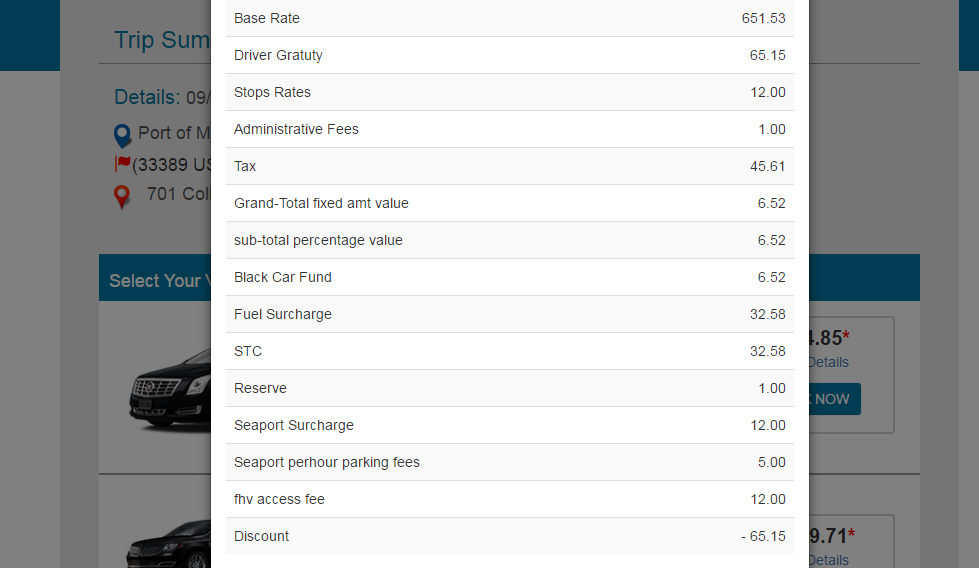 Base Rate 651.53
Trip Sum
Driver Gratuty 65.15
Stops Rates 12.00
Details: 09/
Administrative Fees 1.00
Port of M
Tax 45.61
(33389 US
701 Coll
Grand-Total fixed amt value 6.52
sub-total percentage value 6.52
Black Car Fund 6.52
Select Your
Fuel Surcharge 32.58
.85*
STC 32.58
Details
Reserve 1.00
NOW
Seaport Surcharge 12.00
Seaport perhour parking fees 5.00
fhv access fee 12.00
Discount - 65.15
9.71*
Details